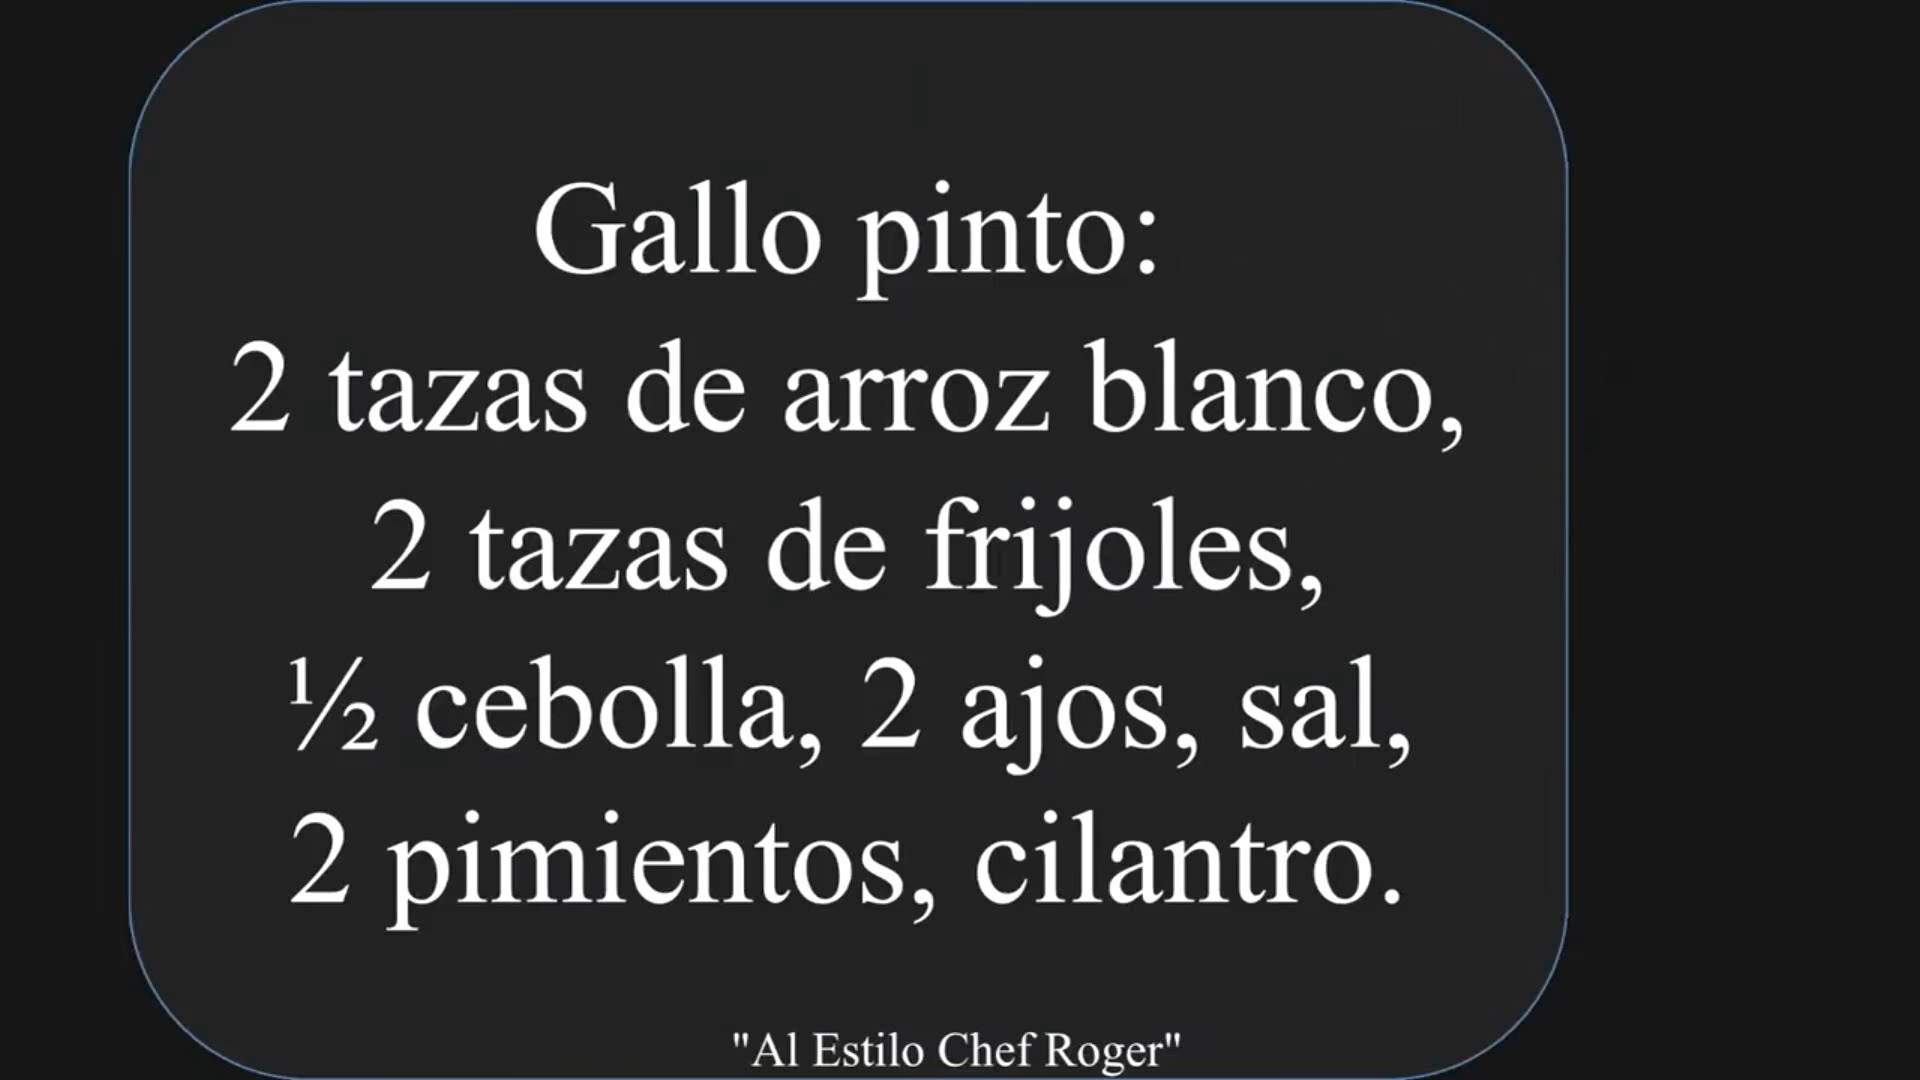 Gallo pinto:
2 tazas de arroz blanco,
2 tazas de frijoles,
½ cebolla, 2 ajos, sal,
2 pimientos, cilantro.
"Al Estilo Chef Roger"